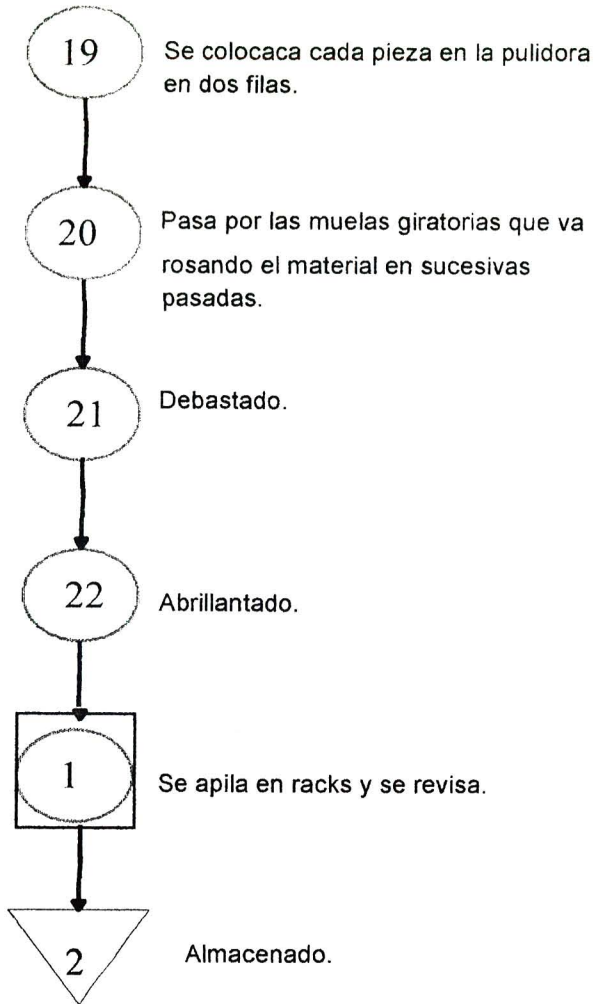 19
Se colocaca cada pieza en la pulidora
en dos filas.
20
Pasa por las muelas giratorias que va
rosando el material en sucesivas
pasadas.
21
Debastado.
22
Abrillantado.
1
Se apila en racks y se revisa.
2
Almacenado.